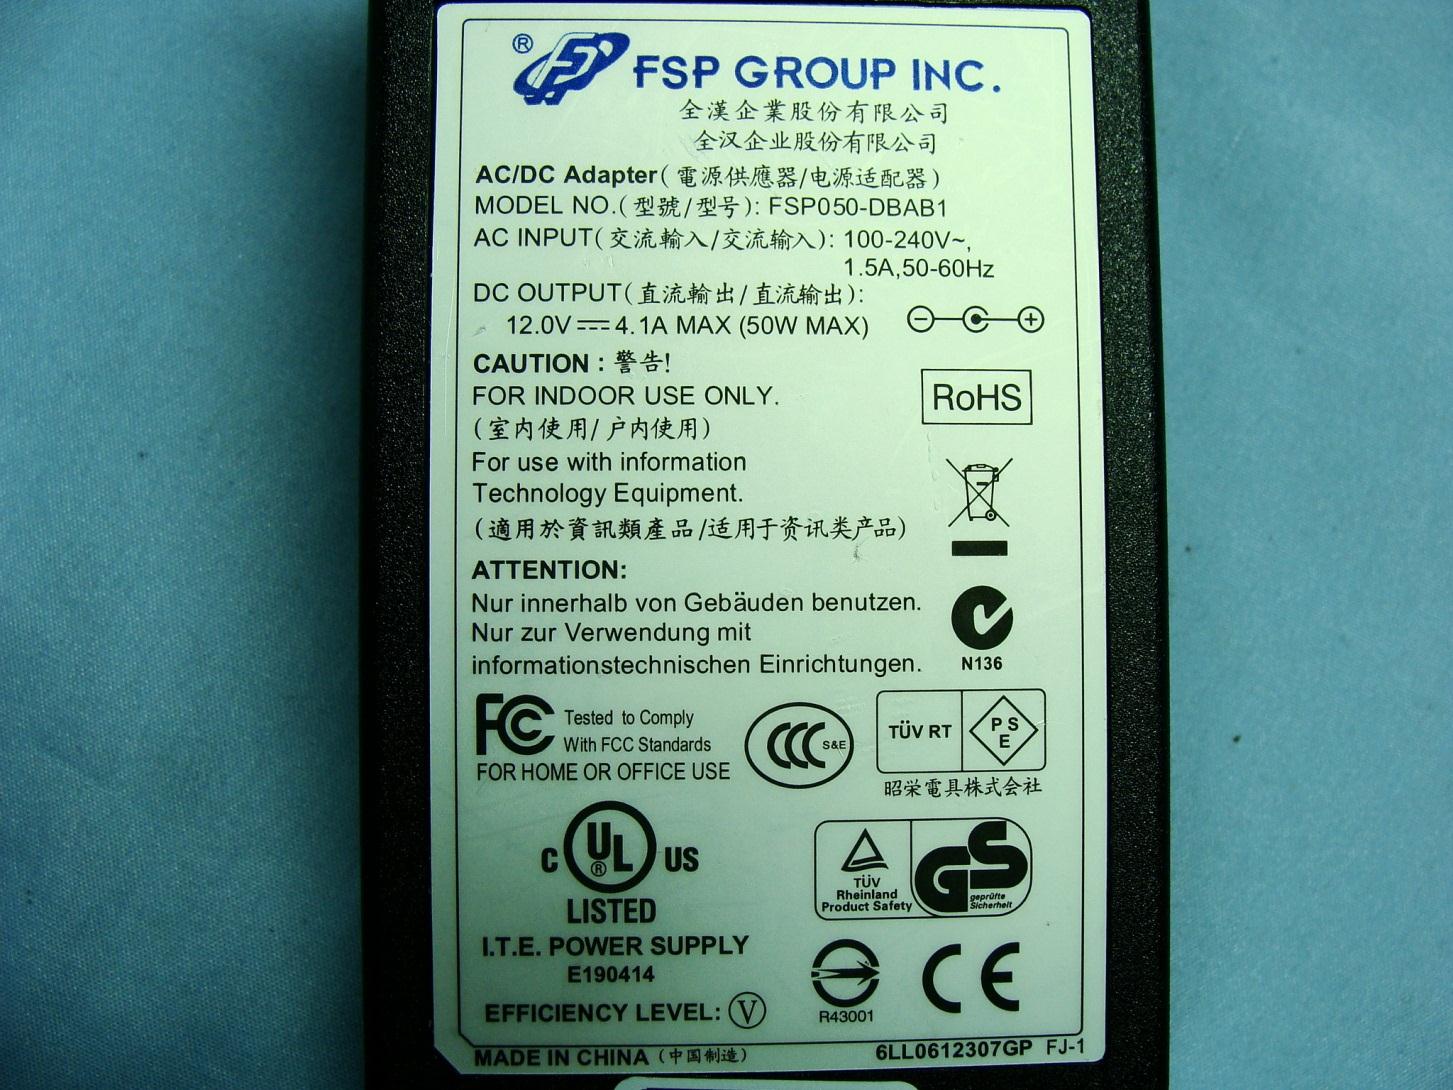 ® FSP GROUP INC.
全漢企業股份有限公司
全汉企业股份有限公司
AC/DC Adapter(電源供應器/电源适配器)
MODEL NO.(型號/型号): FSP050-DBAB1
AC INPUT(交流輸入/交流输入): 100-240V~,
1.5A,50-60Hz
DC OUTPUT(直流輸出/直流输出):
12.0V⎓4.1A MAX (50W MAX)
CAUTION : 警告!
FOR INDOOR USE ONLY.
(室内使用/户内使用)
RoHS
For use with information
Technology Equipment.
(適用於資訊類產品/适用于资讯类产品)
ATTENTION:
Nur innerhalb von Gebäuden benutzen.
Nur zur Verwendung mit
informationstechnischen Einrichtungen.
N136
FC Tested to Comply
With FCC Standards
FOR HOME OR OFFICE USE
CCC S&E
TÜV RT
PSE
昭栄電具株式会社
C UL® US
LISTED
I.T.E. POWER SUPPLY
E190414
TÜV
Rheinland
Product Safety
GS
geprüfte
Sicherheit
R43001
CE
EFFICIENCY LEVEL: V
MADE IN CHINA (中国制造)
6LL0612307GP FJ-1